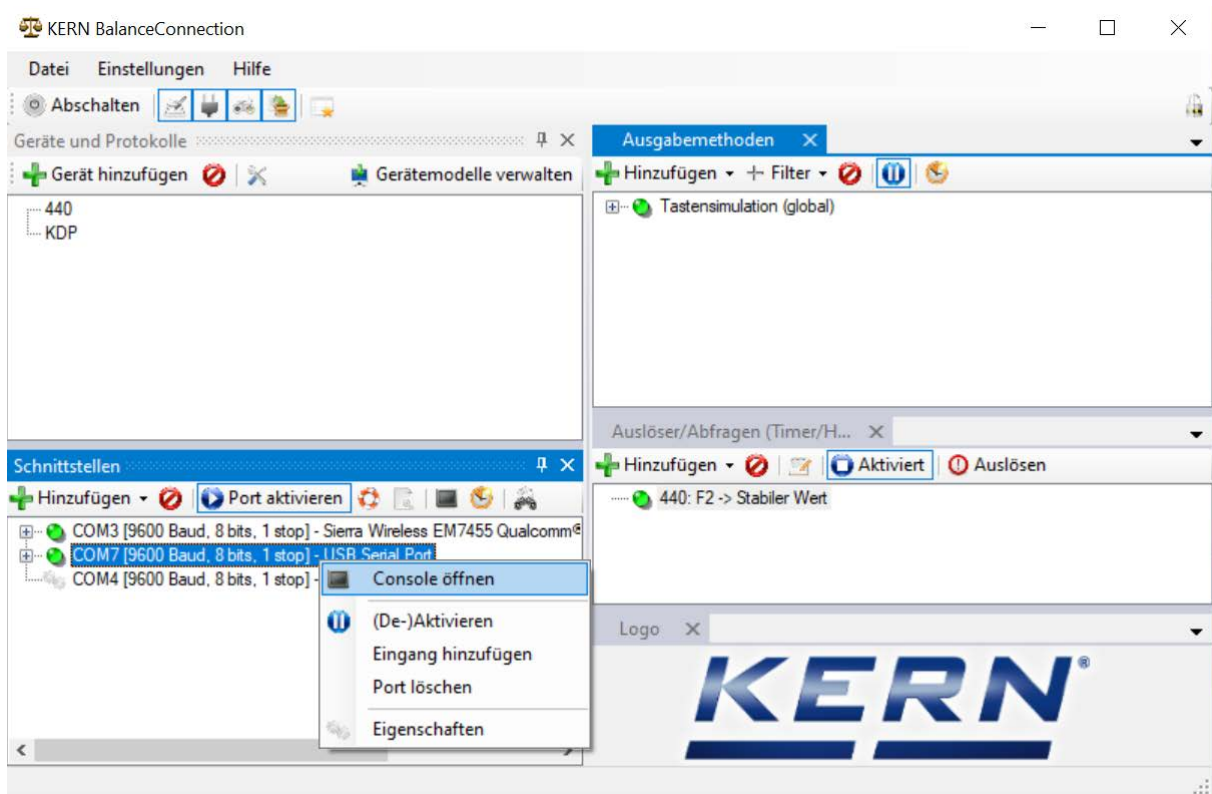 KERN BalanceConnection
Datei Einstellungen Hilfe
Abschalten
Geräte und Protokolle
Gerät hinzufügen Gerätemodelle verwalten
440
KDP
Ausgabemethoden
Hinzufügen Filter
Tastensimulation (global)
Auslöser/Abfragen (Timer/H...
Hinzufügen Aktiviert Auslösen
440: F2 -> Stabiler Wert
Schnittstellen
Hinzufügen Port aktivieren
COM3 [9600 Baud, 8 bits, 1 stop] - Sierra Wireless EM7455 Qualcomm®
COM7 [9600 Baud, 8 bits, 1 stop] - USB Serial Port
COM4 [9600 Baud, 8 bits, 1 stop] -
Console öffnen
(De-)Aktivieren
Eingang hinzufügen
Port löschen
Eigenschaften
Logo
KERN®